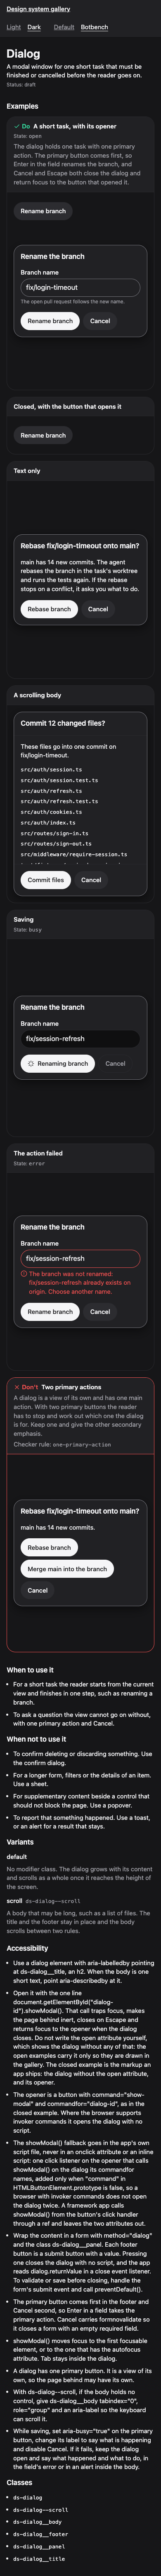 Design system gallery
Light Dark Default Botbench
Dialog
A modal window for one short task that must be
finished or cancelled before the reader goes on.
Status: draft
Examples
Do A short task, with its opener
State: open
The dialog holds one task with one primary
action. The primary button comes first, so
Enter in the field renames the branch, and
Cancel and Escape both close the dialog and
return focus to the button that opened it.
Rename branch
Rename the branch
Branch name
fix/login-timeout
The open pull request follows the new name.
Rename branch Cancel
Closed, with the button that opens it
Rename branch
Text only
Rebase fix/login-timeout onto main?
main has 14 new commits. The agent
rebases the branch in the task's worktree
and runs the tests again. If the rebase
stops on a conflict, it asks you what to do.
Rebase branch Cancel
A scrolling body
Commit 12 changed files?
These files go into one commit on
fix/login-timeout.
src/auth/session.ts
src/auth/session.test.ts
src/auth/refresh.ts
src/auth/refresh.test.ts
src/auth/cookies.ts
src/auth/index.ts
src/routes/sign-in.ts
src/routes/sign-out.ts
src/middleware/require-session.ts
Commit files Cancel
Saving
State: busy
Rename the branch
Branch name
fix/session-refresh
Renaming branch Cancel
The action failed
State: error
Rename the branch
Branch name
fix/session-refresh
The branch was not renamed:
fix/session-refresh already exists on
origin. Choose another name.
Rename branch Cancel
Don't Two primary actions
A dialog is a view of its own and has one main
action. With two primary buttons the reader
has to stop and work out which one the dialog
is for. Keep one and give the other secondary
emphasis.
Checker rule: one-primary-action
Rebase fix/login-timeout onto main?
main has 14 new commits.
Rebase branch
Merge main into the branch
Cancel
When to use it
• For a short task the reader starts from the current
view and finishes in one step, such as renaming a
branch.
• To ask a question the view cannot go on without,
with one primary action and Cancel.
When not to use it
• To confirm deleting or discarding something. Use
the confirm dialog.
• For a longer form, filters or the details of an item.
Use a sheet.
• For supplementary content beside a control that
should not block the page. Use a popover.
• To report that something happened. Use a toast,
or an alert for a result that stays.
Variants
default
No modifier class. The dialog grows with its content
and scrolls as a whole once it reaches the height of
the screen.
scroll ds-dialog--scroll
A body that may be long, such as a list of files. The
title and the footer stay in place and the body
scrolls between two rules.
Accessibility
• Use a dialog element with aria-labelledby pointing
at ds-dialog__title, an h2. When the body is one
short text, point aria-describedby at it.
• Open it with the one line
document.getElementById("dialog-
id").showModal(). That call traps focus, makes
the page behind inert, closes on Escape and
returns focus to the opener when the dialog
closes. Do not write the open attribute yourself,
which shows the dialog without any of that: the
open examples carry it only so they are drawn in
the gallery. The closed example is the markup an
app ships: the dialog without the open attribute,
and its opener.
• The opener is a button with command="show-
modal" and commandfor="dialog-id", as in the
closed example. Where the browser supports
invoker commands it opens the dialog with no
script.
• The showModal() fallback goes in the app's own
script file, never in an onclick attribute or an inline
script: one click listener on the opener that calls
showModal() on the dialog its commandfor
names, added only when "command" in
HTMLButtonElement.prototype is false, so a
browser with invoker commands does not open
the dialog twice. A framework app calls
showModal() from the button's click handler
through a ref and leaves the two attributes out.
• Wrap the content in a form with method="dialog"
and the class ds-dialog__panel. Each footer
button is a submit button with a value. Pressing
one closes the dialog with no script, and the app
reads dialog.returnValue in a close event listener.
To validate or save before closing, handle the
form's submit event and call preventDefault().
• The primary button comes first in the footer and
Cancel second, so Enter in a field takes the
primary action. Cancel carries formnovalidate so
it closes a form with an empty required field.
• showModal() moves focus to the first focusable
element, or to the one that has the autofocus
attribute. Tab stays inside the dialog.
• A dialog has one primary button. It is a view of its
own, so the page behind may have its own.
• With ds-dialog--scroll, if the body holds no
control, give ds-dialog__body tabindex="0",
role="group" and an aria-label so the keyboard
can scroll it.
• While saving, set aria-busy="true" on the primary
button, change its label to say what is happening
and disable Cancel. If it fails, keep the dialog
open and say what happened and what to do, in
the field's error or in an alert inside the body.
Classes
• ds-dialog
• ds-dialog--scroll
• ds-dialog__body
• ds-dialog__footer
• ds-dialog__panel
• ds-dialog__title